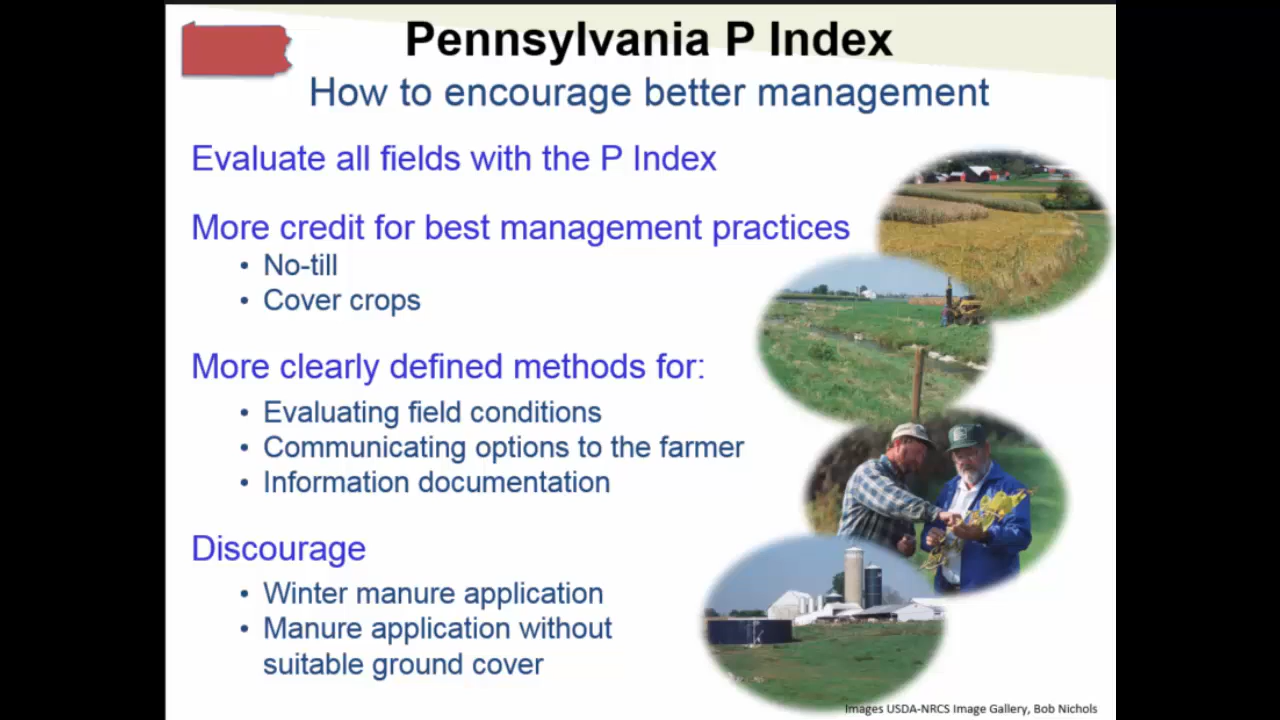 Pennsylvania P Index
How to encourage better management
Evaluate all fields with the P Index
More credit for best management practices
• No-till
• Cover crops
More clearly defined methods for:
• Evaluating field conditions
• Communicating options to the farmer
• Information documentation
Discourage
• Winter manure application
• Manure application without
suitable ground cover
Images USDA-NRCS Image Gallery, Bob Nichols